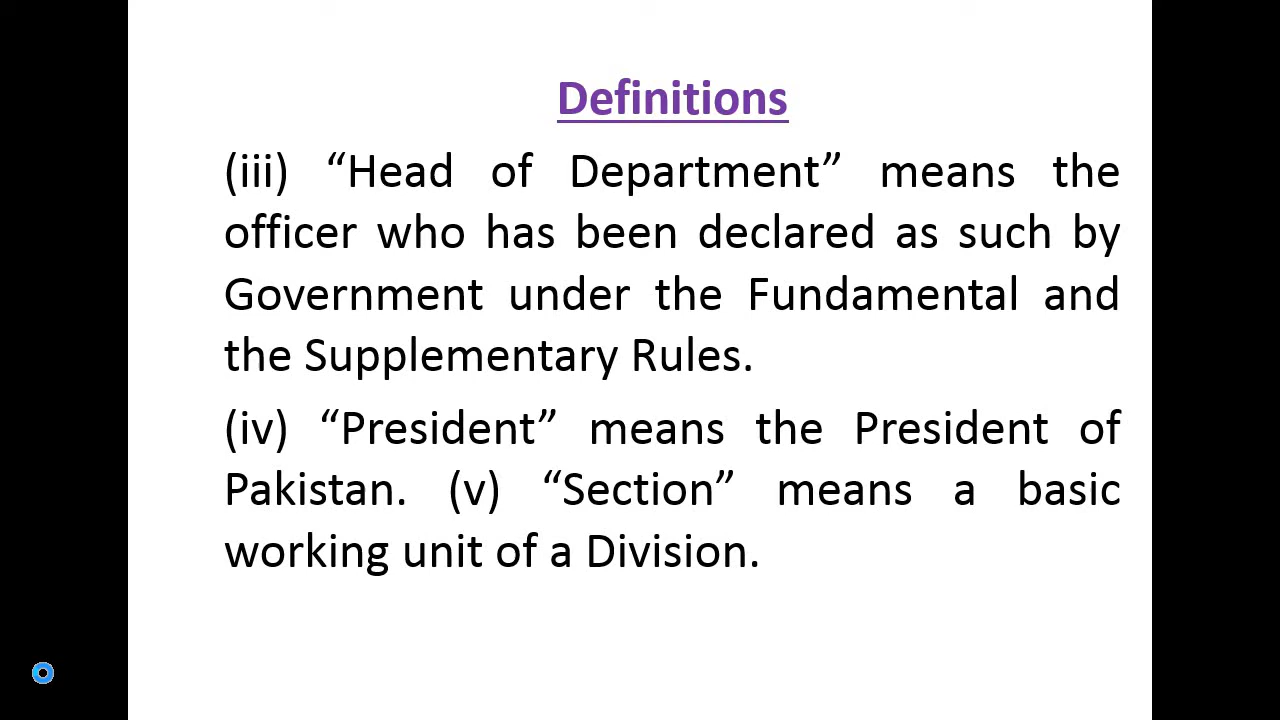 Definitions
(iii) “Head of Department” means the
officer who has been declared as such by
Government under the Fundamental and
the Supplementary Rules.
(iv) “President” means the President of
Pakistan. (v) “Section” means a basic
working unit of a Division.